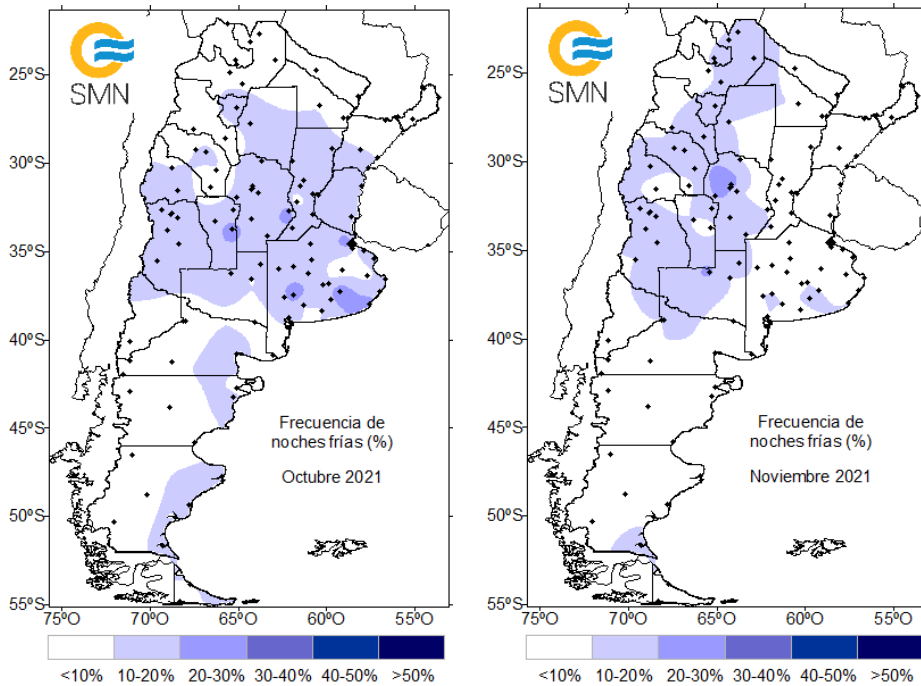 SMN
25ºS
30ºS
35ºS
40ºS
45ºS
50ºS
55ºS
75ºO 70ºO 65ºO 60ºO 55ºO
Frecuencia de
noches frías (%)
Octubre 2021
<10% 10-20% 20-30% 30-40% 40-50% >50%
SMN
25ºS
30ºS
35ºS
40ºS
45ºS
50ºS
55ºS
75ºO 70ºO 65ºO 60ºO 55ºO
Frecuencia de
noches frías (%)
Noviembre 2021
<10% 10-20% 20-30% 30-40% 40-50% >50%